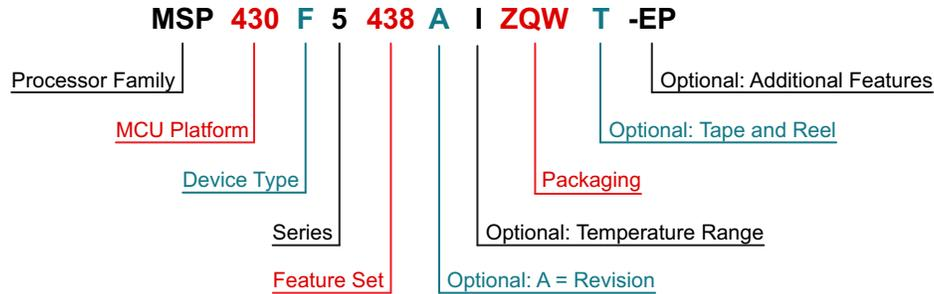 MSP 430 F 5 438 A I ZQW T -EP
Processor Family
Optional: Additional Features
MCU Platform
Optional: Tape and Reel
Device Type
Packaging
Series
Optional: Temperature Range
Feature Set
Optional: A = Revision